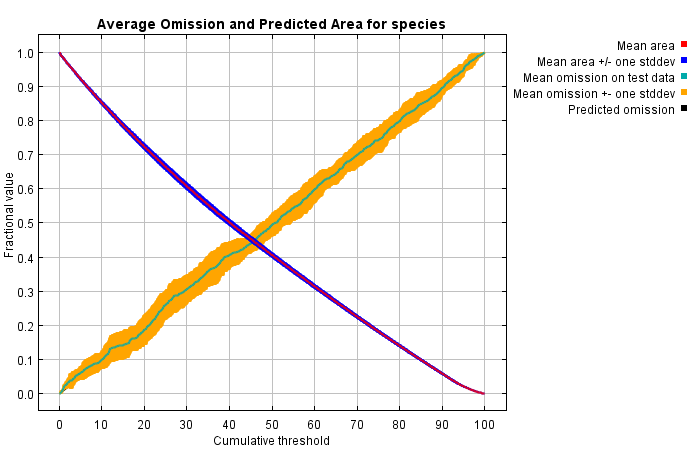 Average Omission and Predicted Area for species
Mean area
Mean area +/- one stddev
Mean omission on test data
Mean omission +- one stddev
Predicted omission
Fractional value
1.0
0.9
0.8
0.7
0.6
0.5
0.4
0.3
0.2
0.1
0.0
0 10 20 30 40 50 60 70 80 90 100
Cumulative threshold